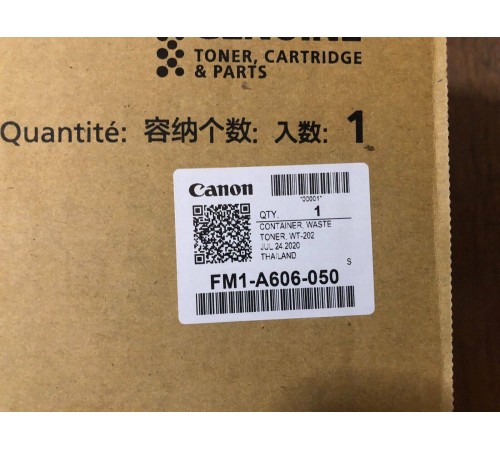 GENUINE
TONER, CARTRIDGE
& PARTS
Quantité: 容纳个数: 入数: 1
Canon
*00001*
QTY. 1
CONTAINER, WASTE
TONER, WT-202
JUL.24.2020
THAILAND
S
FM1-A606-050